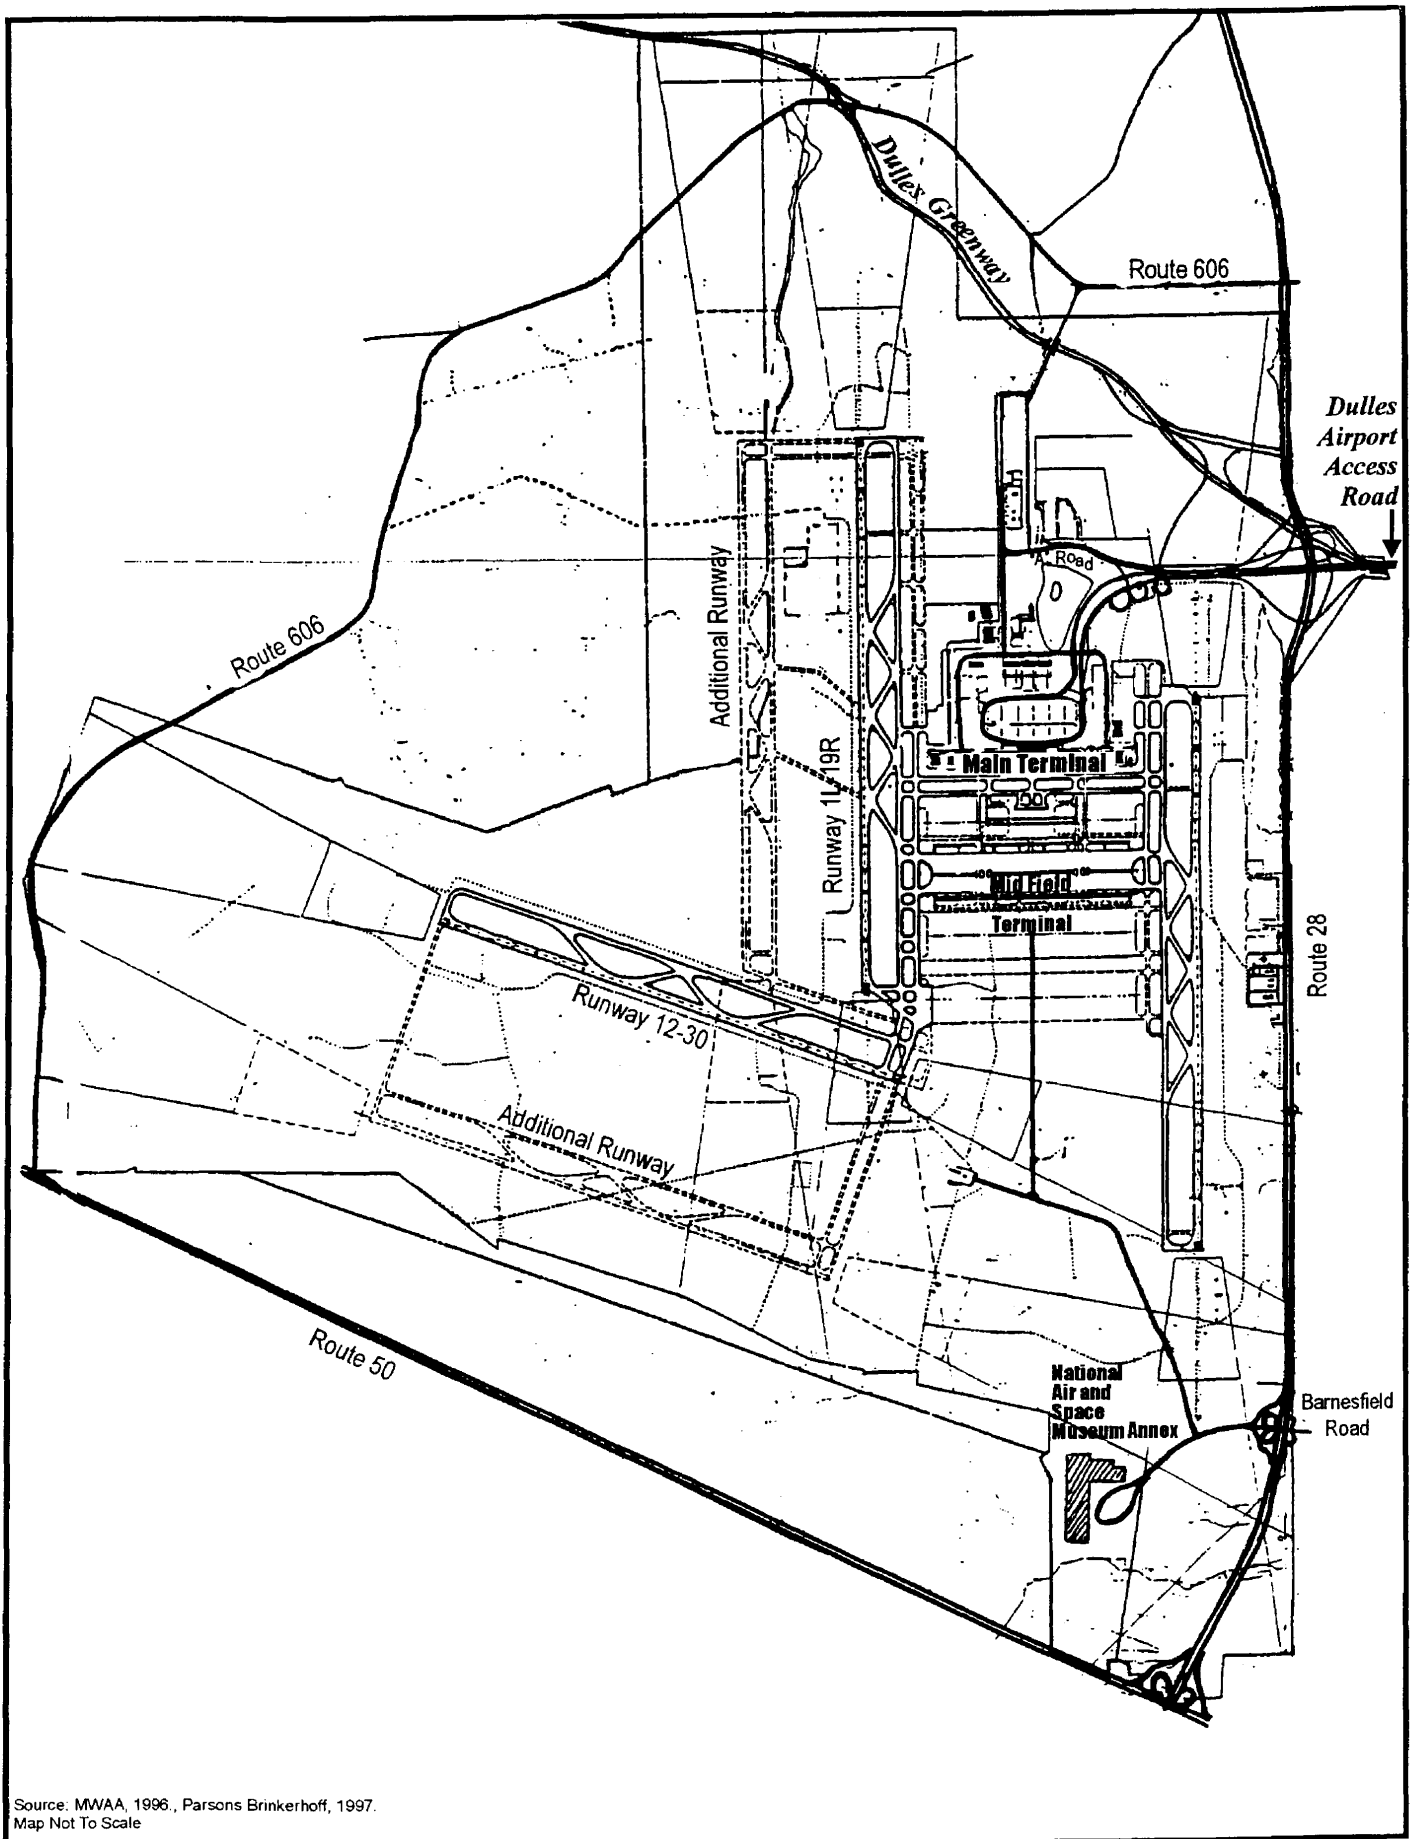 Dulles Greenway
Route 606
Dulles
Airport
Access
Road
A- Road
Additional Runway
Route 606
Runway 1L-19R
Main Terminal
Mid Field
Terminal
Route 28
Runway 12-30
Additional Runway
Route 50
National
Air and
Space
Museum Annex
Barnesfield
Road
Source: MWAA, 1996., Parsons Brinkerhoff, 1997.
Map Not To Scale